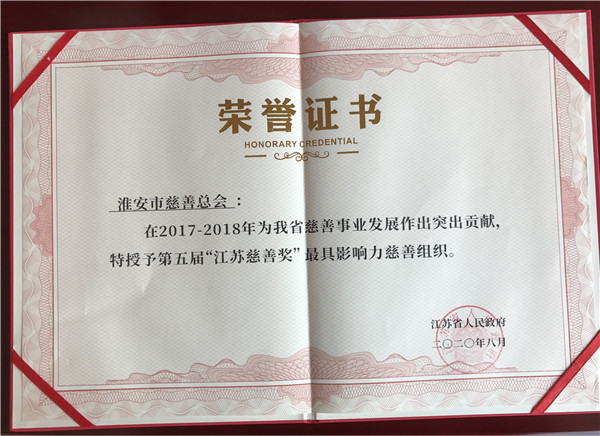 荣誉证书
HONORARY CREDENTIAL
淮安市慈善总会：
在2017-2018年为我省慈善事业发展作出突出贡献，
特授予第五届“江苏慈善奖”最具影响力慈善组织。
江苏省人民政府
二〇二〇年八月